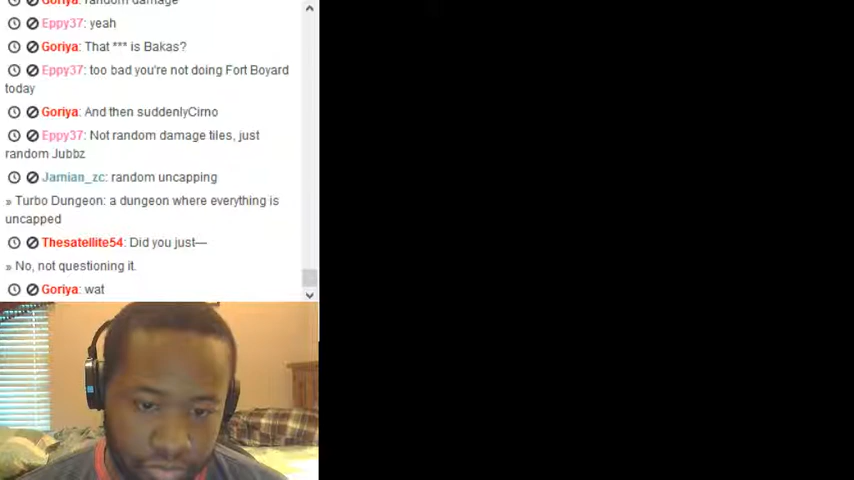 Goriya: random damage
Eppy37: yeah
Goriya: That *** is Bakas?
Eppy37: too bad you're not doing Fort Boyard
today
Goriya: And then suddenlyCirno
Eppy37: Not random damage tiles, just
random Jubbz
Jamian_zc: random uncapping
» Turbo Dungeon: a dungeon where everything is
uncapped
Thesatellite54: Did you just—
» No, not questioning it.
Goriya: wat